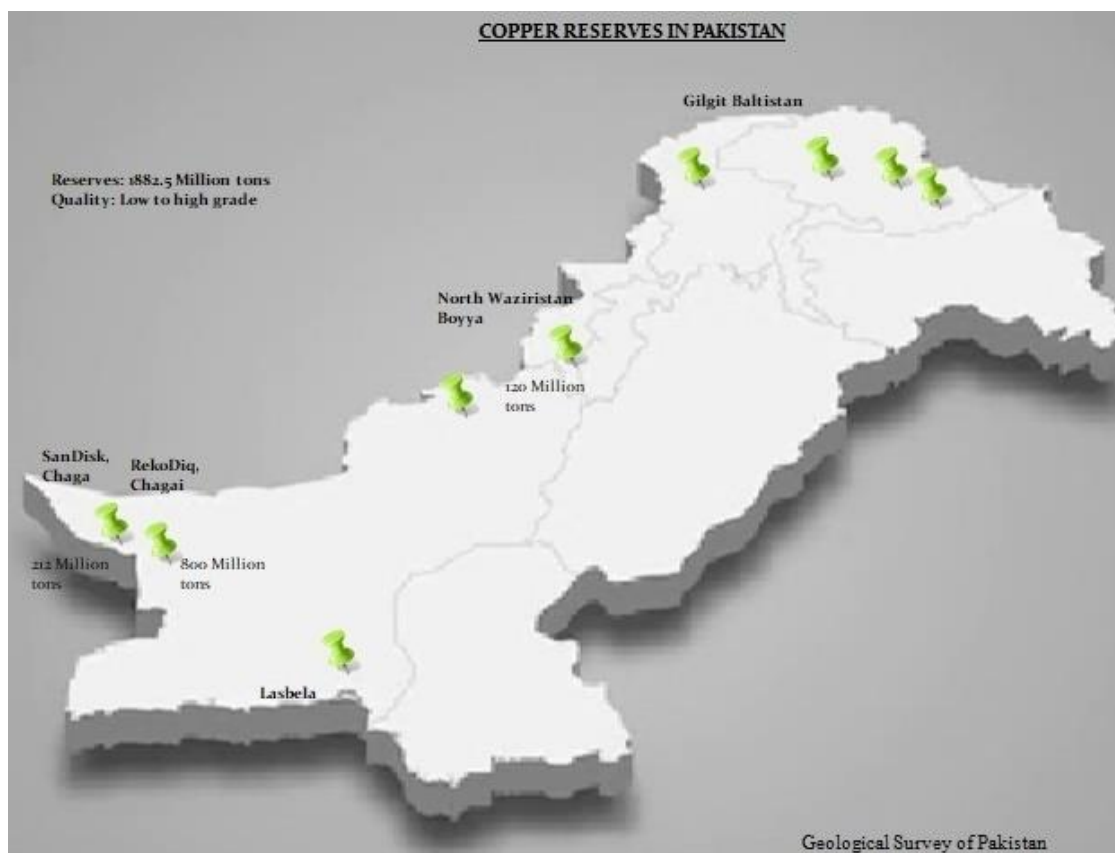 COPPER RESERVES IN PAKISTAN
Gilgit Baltistan
Reserves: 1882.5 Million tons
Quality: Low to high grade
North Waziristan
Boyya
120 Million
tons
SanDisk,
Chaga
RekoDiq,
Chagai
212 Million
tons
800 Million
tons
Lasbela
Geological Survey of Pakistan